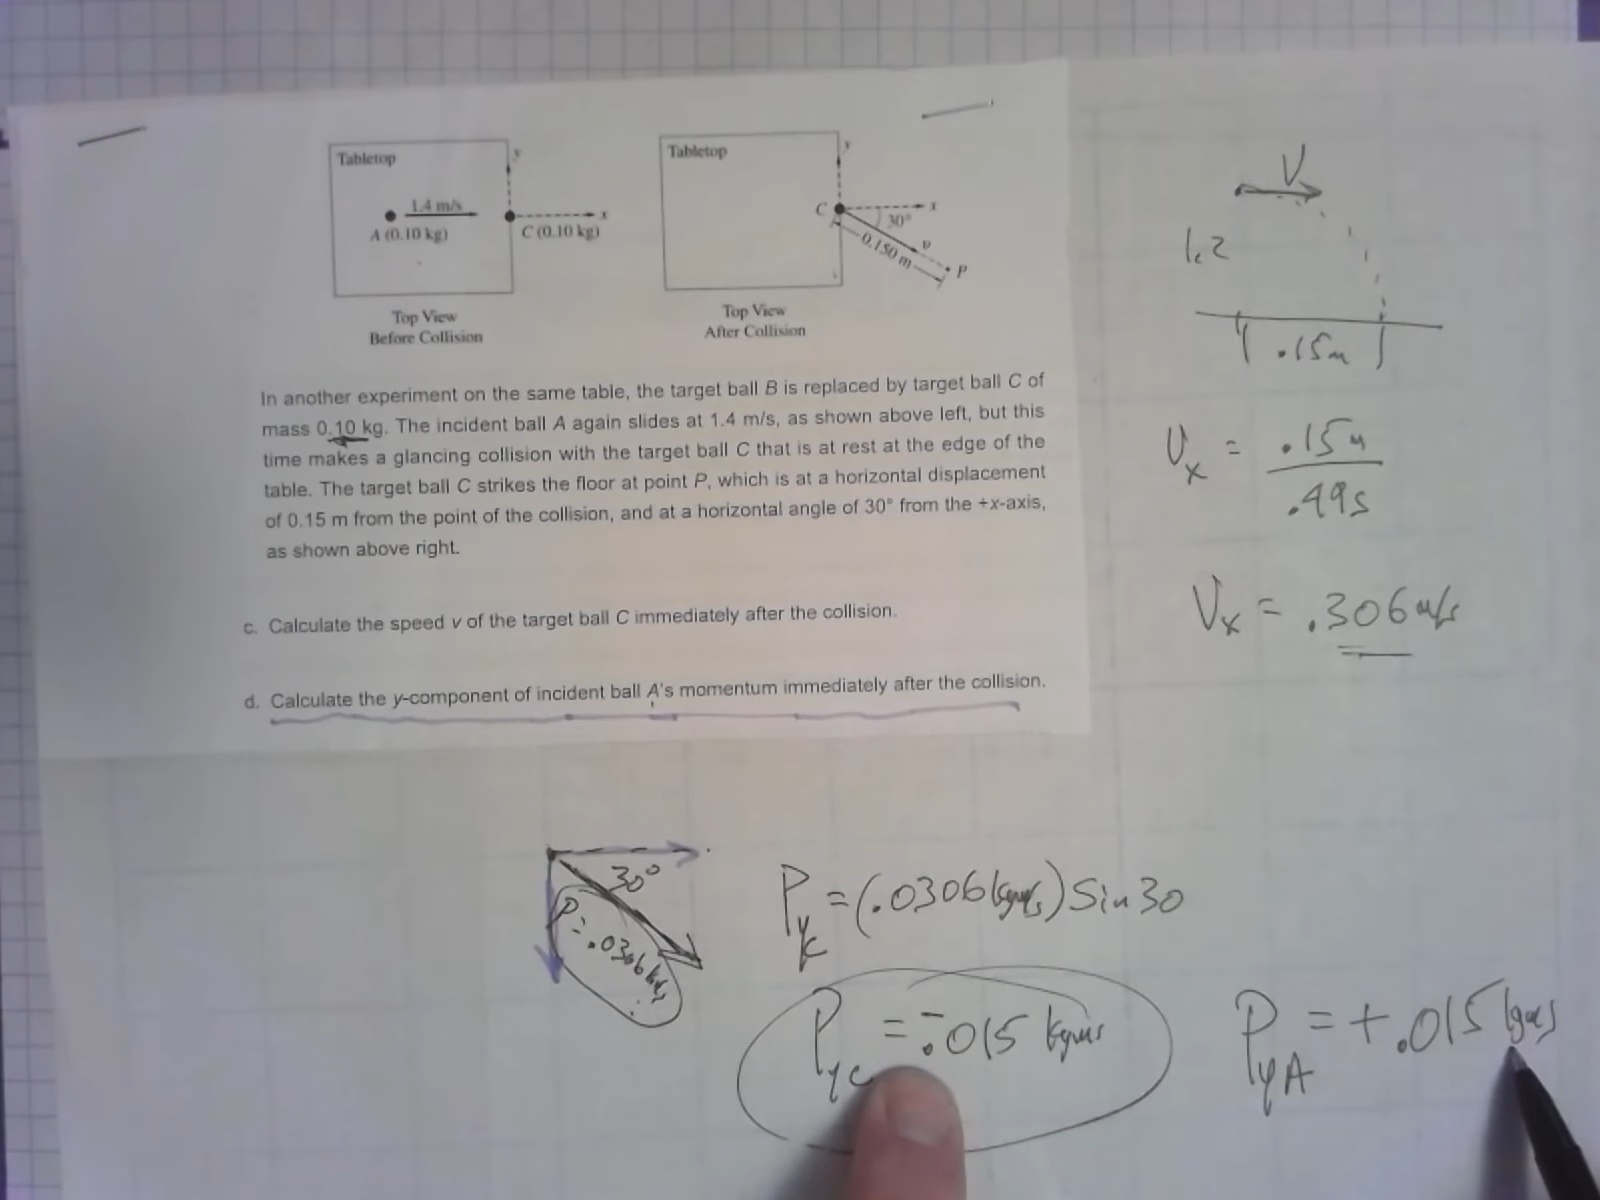 Tabletop
y
1.4 m/s
x
A (0.10 kg)
C (0.10 kg)
Top View
Before Collision
Tabletop
y
C
x
30°
v
0.150 m
P
Top View
After Collision
In another experiment on the same table, the target ball B is replaced by target ball C of
mass 0.10 kg. The incident ball A again slides at 1.4 m/s, as shown above left, but this
time makes a glancing collision with the target ball C that is at rest at the edge of the
table. The target ball C strikes the floor at point P, which is at a horizontal displacement
of 0.15 m from the point of the collision, and at a horizontal angle of 30° from the +x-axis,
as shown above right.
c. Calculate the speed v of the target ball C immediately after the collision.
d. Calculate the y-component of incident ball A's momentum immediately after the collision.
V
1.2
.15m
Vx = .15m / .49s
Vx = .306 m/s
30°
P = .0306
PyC = (.0306 kgm/s) Sin 30
PyC = -.015 kgm/s
PyA = +.015 kgm/s